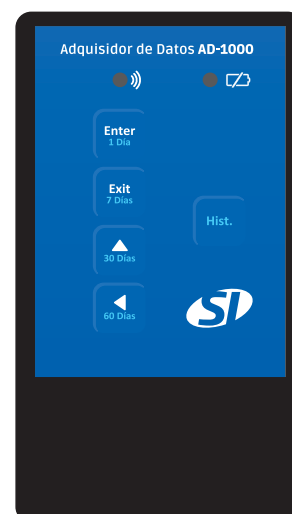 Adquisidor de Datos AD-1000
Enter
1 Día
Exit
7 Días
Hist.
30 Días
60 Días
SI